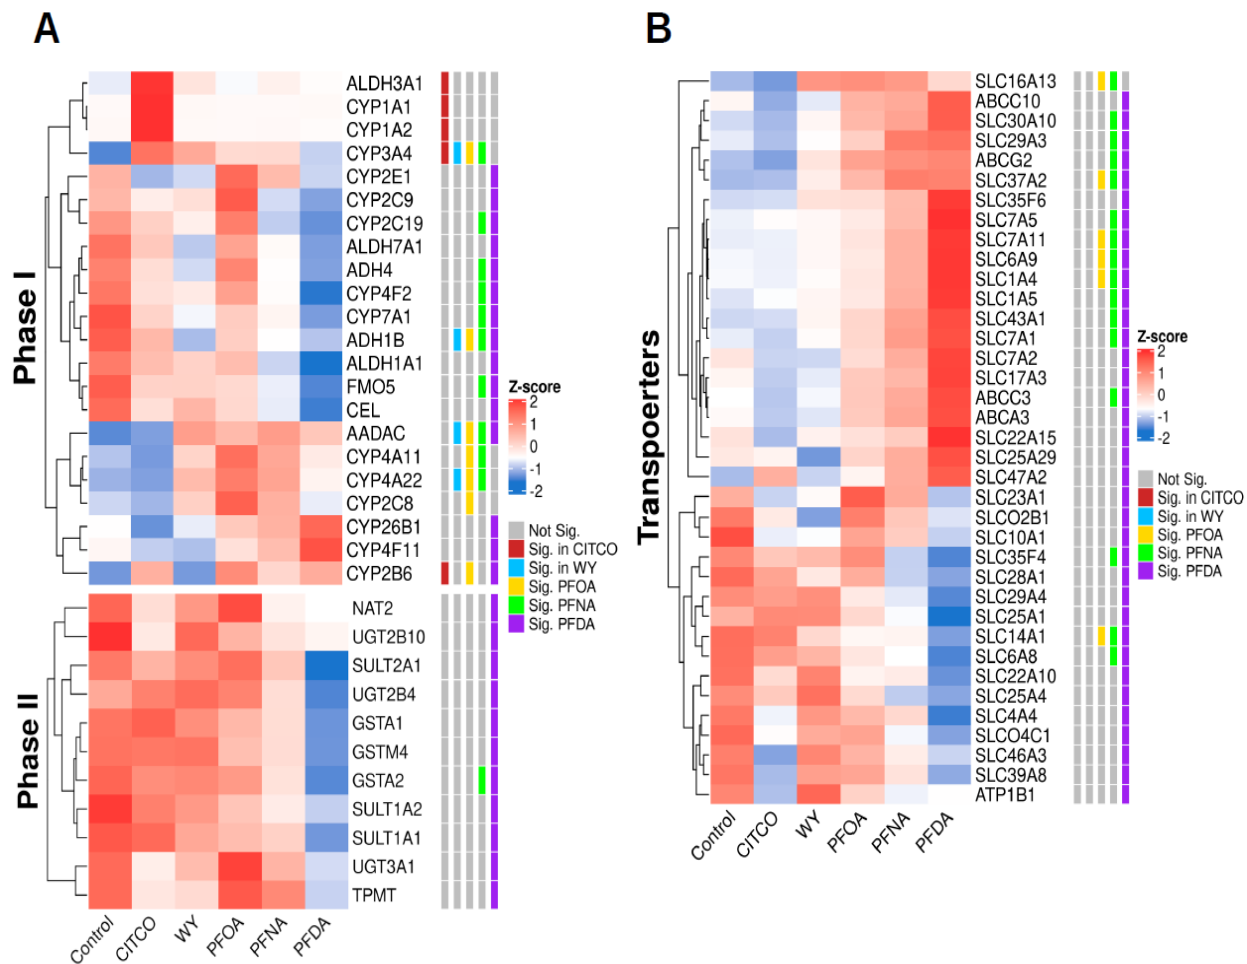 A
B
Phase I
ALDH3A1
CYP1A1
CYP1A2
CYP3A4
CYP2E1
CYP2C9
CYP2C19
ALDH7A1
ADH4
CYP4F2
CYP7A1
ADH1B
ALDH1A1
FMO5
CEL
AADAC
CYP4A11
CYP4A22
CYP2C8
CYP26B1
CYP4F11
CYP2B6
Phase II
NAT2
UGT2B10
SULT2A1
UGT2B4
GSTA1
GSTM4
GSTA2
SULT1A2
SULT1A1
UGT3A1
TPMT
Control
CITCO
WY
PFOA
PFNA
PFDA
Z-score
2
1
0
-1
-2
Not Sig.
Sig. in CITCO
Sig. in WY
Sig. PFOA
Sig. PFNA
Sig. PFDA
Transpoerters
SLC16A13
ABCC10
SLC30A10
SLC29A3
ABCG2
SLC37A2
SLC35F6
SLC7A5
SLC7A11
SLC6A9
SLC1A4
SLC1A5
SLC43A1
SLC7A1
SLC7A2
SLC17A3
ABCC3
ABCA3
SLC22A15
SLC25A29
SLC47A2
SLC23A1
SLCO2B1
SLC10A1
SLC35F4
SLC28A1
SLC29A4
SLC25A1
SLC14A1
SLC6A8
SLC22A10
SLC25A4
SLC4A4
SLCO4C1
SLC46A3
SLC39A8
ATP1B1
Control
CITCO
WY
PFOA
PFNA
PFDA
Z-score
2
1
0
-1
-2
Not Sig.
Sig. in CITCO
Sig. in WY
Sig. PFOA
Sig. PFNA
Sig. PFDA